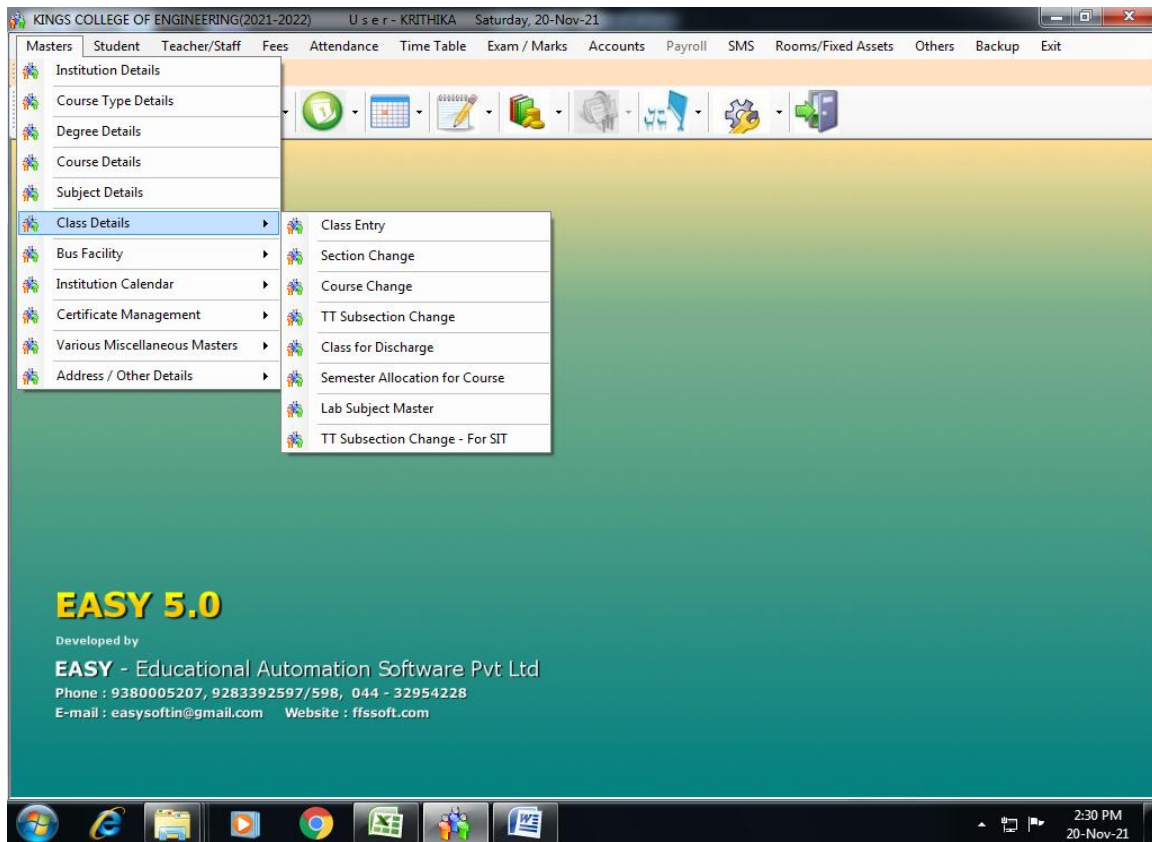 KINGS COLLEGE OF ENGINEERING(2021-2022) U s e r - KRITHIKA Saturday, 20-Nov-21
Masters Student Teacher/Staff Fees Attendance Time Table Exam / Marks Accounts Payroll SMS Rooms/Fixed Assets Others Backup Exit
Institution Details
Course Type Details
Degree Details
Course Details
Subject Details
Class Details
Bus Facility
Institution Calendar
Certificate Management
Various Miscellaneous Masters
Address / Other Details
Class Entry
Section Change
Course Change
TT Subsection Change
Class for Discharge
Semester Allocation for Course
Lab Subject Master
TT Subsection Change - For SIT
EASY 5.0
Developed by
EASY - Educational Automation Software Pvt Ltd
Phone : 9380005207, 9283392597/598, 044 - 32954228
E-mail : easysoftin@gmail.com Website : ffssoft.com
2:30 PM
20-Nov-21